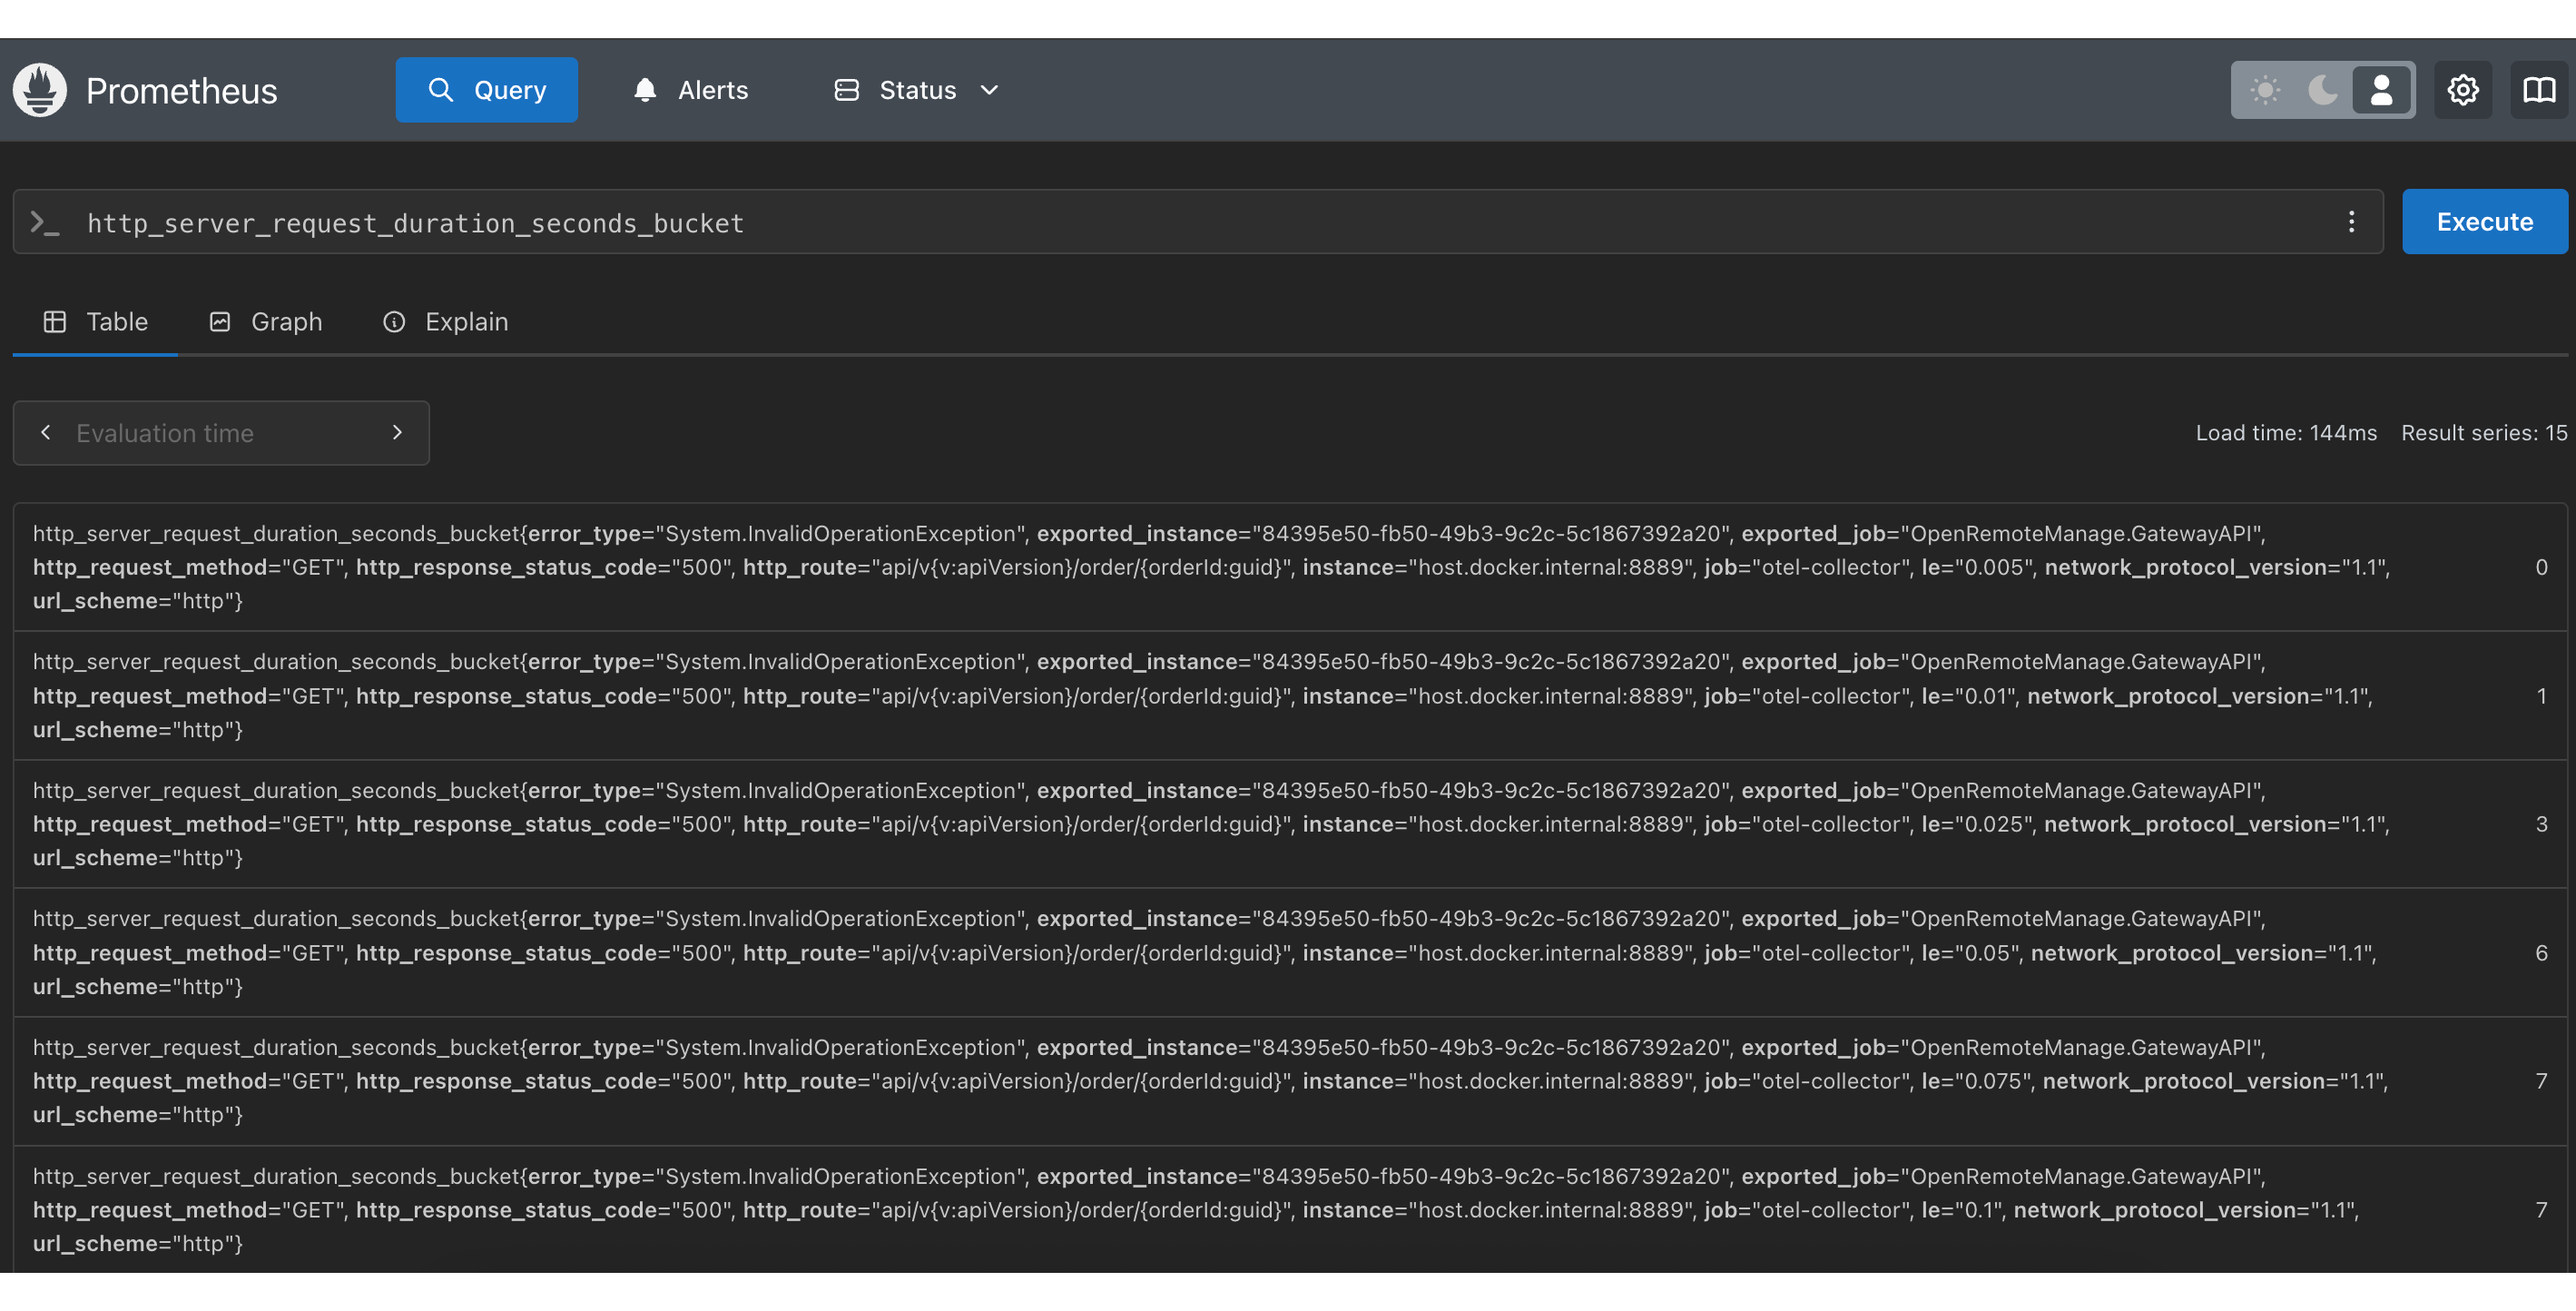 Prometheus Query Alerts Status
http_server_request_duration_seconds_bucket Execute
Table Graph Explain
Evaluation time Load time: 144ms Result series: 15
http_server_request_duration_seconds_bucket{error_type="System.InvalidOperationException", exported_instance="84395e50-fb50-49b3-9c2c-5c1867392a20", exported_job="OpenRemoteManage.GatewayAPI",
http_request_method="GET", http_response_status_code="500", http_route="api/v{v:apiVersion}/order/{orderId:guid}", instance="host.docker.internal:8889", job="otel-collector", le="0.005", network_protocol_version="1.1", 0
url_scheme="http"}
http_server_request_duration_seconds_bucket{error_type="System.InvalidOperationException", exported_instance="84395e50-fb50-49b3-9c2c-5c1867392a20", exported_job="OpenRemoteManage.GatewayAPI",
http_request_method="GET", http_response_status_code="500", http_route="api/v{v:apiVersion}/order/{orderId:guid}", instance="host.docker.internal:8889", job="otel-collector", le="0.01", network_protocol_version="1.1", 1
url_scheme="http"}
http_server_request_duration_seconds_bucket{error_type="System.InvalidOperationException", exported_instance="84395e50-fb50-49b3-9c2c-5c1867392a20", exported_job="OpenRemoteManage.GatewayAPI",
http_request_method="GET", http_response_status_code="500", http_route="api/v{v:apiVersion}/order/{orderId:guid}", instance="host.docker.internal:8889", job="otel-collector", le="0.025", network_protocol_version="1.1", 3
url_scheme="http"}
http_server_request_duration_seconds_bucket{error_type="System.InvalidOperationException", exported_instance="84395e50-fb50-49b3-9c2c-5c1867392a20", exported_job="OpenRemoteManage.GatewayAPI",
http_request_method="GET", http_response_status_code="500", http_route="api/v{v:apiVersion}/order/{orderId:guid}", instance="host.docker.internal:8889", job="otel-collector", le="0.05", network_protocol_version="1.1", 6
url_scheme="http"}
http_server_request_duration_seconds_bucket{error_type="System.InvalidOperationException", exported_instance="84395e50-fb50-49b3-9c2c-5c1867392a20", exported_job="OpenRemoteManage.GatewayAPI",
http_request_method="GET", http_response_status_code="500", http_route="api/v{v:apiVersion}/order/{orderId:guid}", instance="host.docker.internal:8889", job="otel-collector", le="0.075", network_protocol_version="1.1", 7
url_scheme="http"}
http_server_request_duration_seconds_bucket{error_type="System.InvalidOperationException", exported_instance="84395e50-fb50-49b3-9c2c-5c1867392a20", exported_job="OpenRemoteManage.GatewayAPI",
http_request_method="GET", http_response_status_code="500", http_route="api/v{v:apiVersion}/order/{orderId:guid}", instance="host.docker.internal:8889", job="otel-collector", le="0.1", network_protocol_version="1.1", 7
url_scheme="http"}